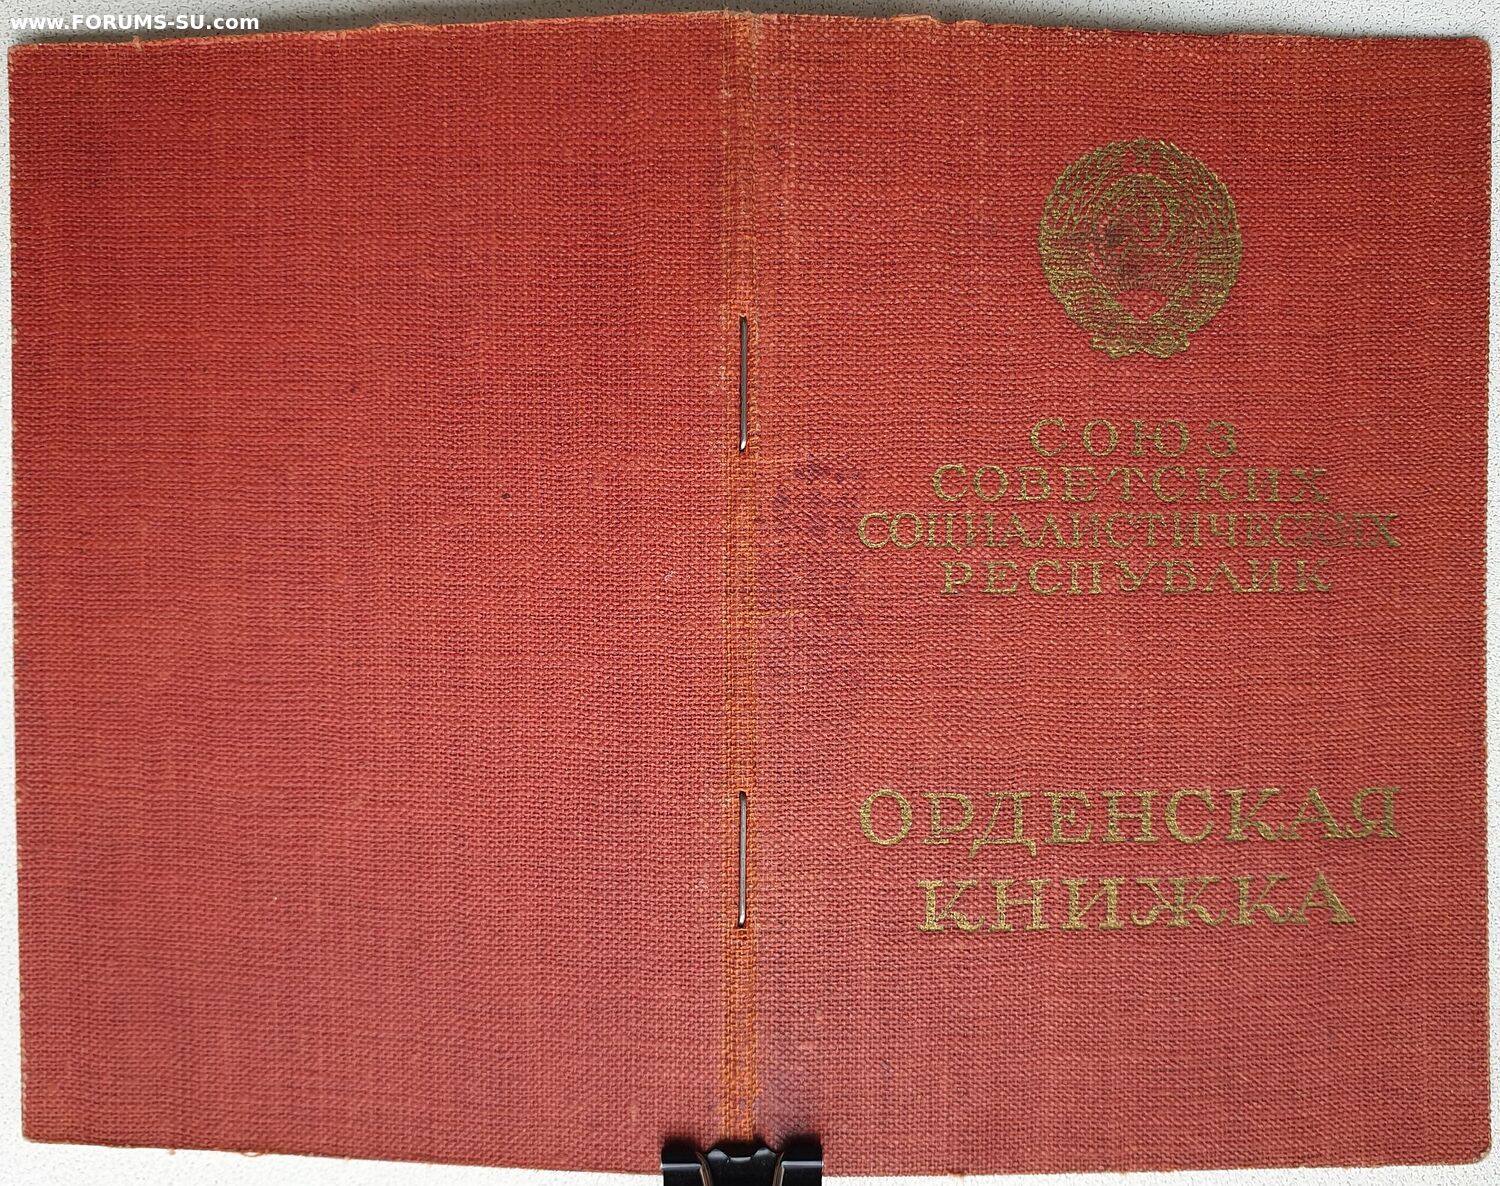 www.FORUMS-SU.com
СОЮЗ
СОВЕТСКИХ
СОЦИАЛИСТИЧЕСКИХ
РЕСПУБЛИК
ОРДЕНСКАЯ
КНИЖКА